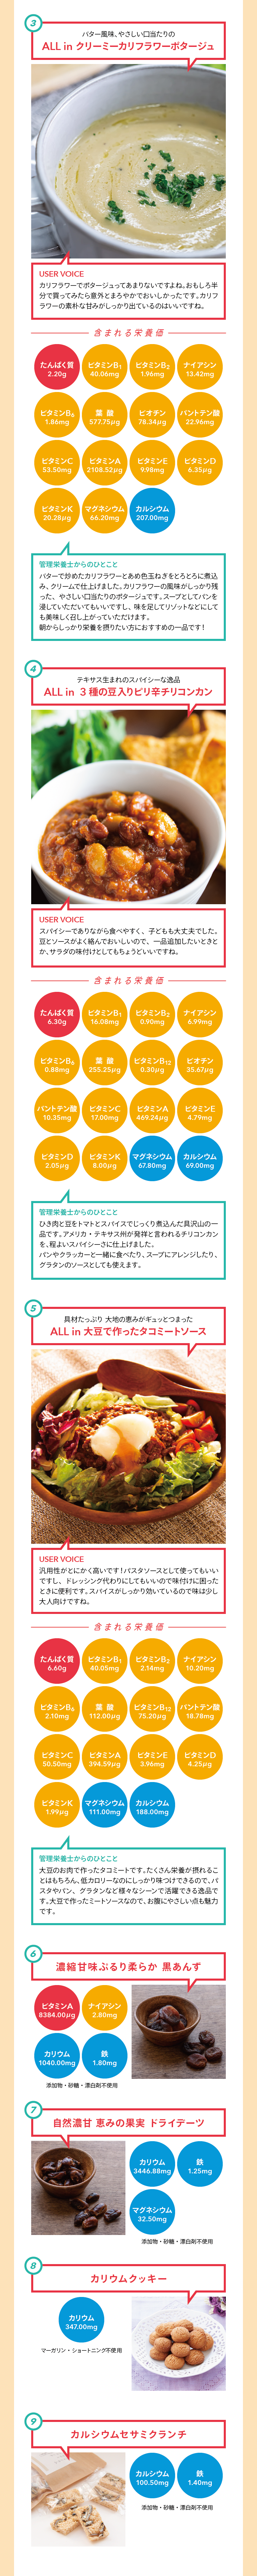 3
バター風味、やさしい口当たりの
ALL in クリーミーカリフラワーポタージュ
USER VOICE
カリフラワーでポタージュってあまりないですよね。おもしろ半
分で買ってみたら意外とまろやかでおいしかったです。カリフ
ラワーの素朴な甘みがしっかり出ているのはいいですね。
含まれる栄養価
たんぱく質 2.20g
ビタミンB1 40.06mg
ビタミンB2 1.96mg
ナイアシン 13.42mg
ビタミンB6 1.86mg
葉 酸 577.75μg
ビオチン 78.34μg
パントテン酸 22.96mg
ビタミンC 53.50mg
ビタミンA 2108.52μg
ビタミンE 9.98mg
ビタミンD 6.35μg
ビタミンK 20.28μg
マグネシウム 66.20mg
カルシウム 207.00mg
管理栄養士からのひとこと
バターで炒めたカリフラワーとあめ色玉ねぎをとろとろに煮込
み、クリームで仕上げました。カリフラワーの風味がしっかり残
った、やさしい口当たりのポタージュです。スープとしてパンを
浸していただいてもいいですし、味を足してリゾットなどにして
も美味しく召し上がっていただけます。
朝からしっかり栄養を摂りたい方におすすめの一品です!
4
テキサス生まれのスパイシーな逸品
ALL in 3種の豆入りピリ辛チリコンカン
USER VOICE
スパイシーでありながら食べやすく、子どもも大丈夫でした。
豆とソースがよく絡んでおいしいので、一品追加したいときと
か、サラダの味付けとしてもちょうどいいですね。
含まれる栄養価
たんぱく質 6.30g
ビタミンB1 16.08mg
ビタミンB2 0.90mg
ナイアシン 6.99mg
ビタミンB6 0.88mg
葉 酸 255.25μg
ビタミンB12 0.30μg
ビオチン 35.67μg
パントテン酸 10.35mg
ビタミンC 17.00mg
ビタミンA 469.24μg
ビタミンE 4.79mg
ビタミンD 2.05μg
ビタミンK 8.00μg
マグネシウム 67.80mg
カルシウム 69.00mg
管理栄養士からのひとこと
ひき肉と豆をトマトとスパイスでじっくり煮込んだ具沢山の一
品です。アメリカ・テキサス州が発祥と言われるチリコンカン
を、程よいスパイシーさに仕上げました。
パンやクラッカーと一緒に食べたり、スープにアレンジしたり、
グラタンのソースとしても使えます。
5
具材たっぷり 大地の恵みがギュッとつまった
ALL in 大豆で作ったタコミートソース
USER VOICE
汎用性がとにかく高いです!パスタソースとして使ってもいい
ですし、ドレッシング代わりにしてもいいので味付けに困った
ときに便利です。スパイスがしっかり効いているので味は少し
大人向けですね。
含まれる栄養価
たんぱく質 6.60g
ビタミンB1 40.05mg
ビタミンB2 2.14mg
ナイアシン 10.20mg
ビタミンB6 2.10mg
葉 酸 112.00μg
ビタミンB12 75.20μg
パントテン酸 18.78mg
ビタミンC 50.50mg
ビタミンA 394.59μg
ビタミンE 3.96mg
ビタミンD 4.25μg
ビタミンK 1.99μg
マグネシウム 111.00mg
カルシウム 188.00mg
管理栄養士からのひとこと
大豆のお肉で作ったタコミートです。たくさん栄養が摂れるこ
とはもちろん、低カロリーなのにしっかり味つけできるので、パ
スタやパン、グラタンなど様々なシーンで活躍できる逸品で
す。大豆で作ったミートソースなので、お腹にやさしい点も魅力
です。
6
濃縮甘味ぷるり柔らか 黒あんず
ビタミンA 8384.00μg
ナイアシン 2.80mg
カリウム 1040.00mg
鉄 1.80mg
添加物・砂糖・漂白剤不使用
7
自然濃甘 恵みの果実 ドライデーツ
カリウム 3446.88mg
鉄 1.25mg
マグネシウム 32.50mg
添加物・砂糖・漂白剤不使用
8
カリウムクッキー
カリウム 347.00mg
マーガリン・ショートニング不使用
9
カルシウムセサミクランチ
カルシウム 100.50mg
鉄 1.40mg
添加物・砂糖・漂白剤不使用